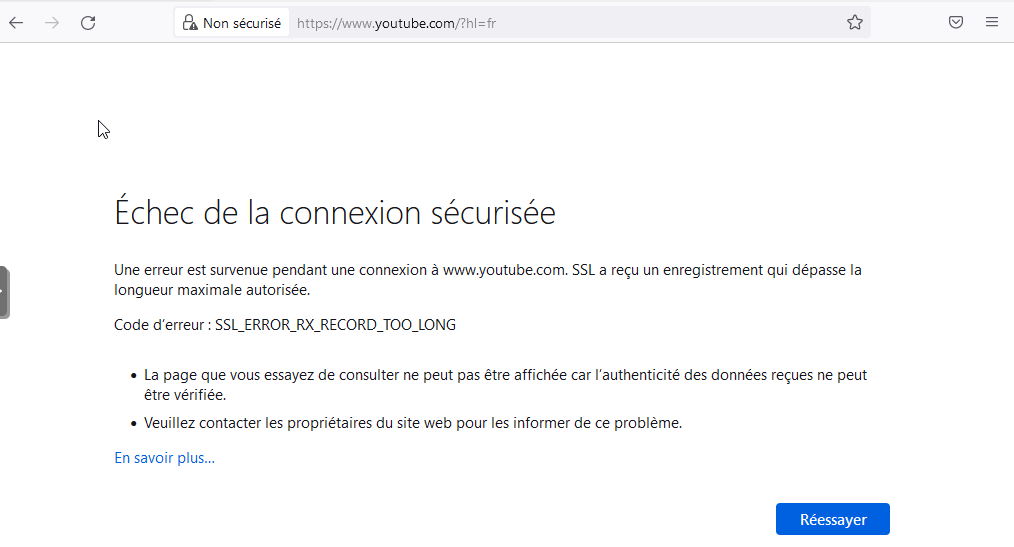 Non sécurisé https://www.youtube.com/?hl=fr
Échec de la connexion sécurisée
Une erreur est survenue pendant une connexion à www.youtube.com. SSL a reçu un enregistrement qui dépasse la
longueur maximale autorisée.
Code d’erreur : SSL_ERROR_RX_RECORD_TOO_LONG
• La page que vous essayez de consulter ne peut pas être affichée car l’authenticité des données reçues ne peut
être vérifiée.
• Veuillez contacter les propriétaires du site web pour les informer de ce problème.
En savoir plus…
Réessayer